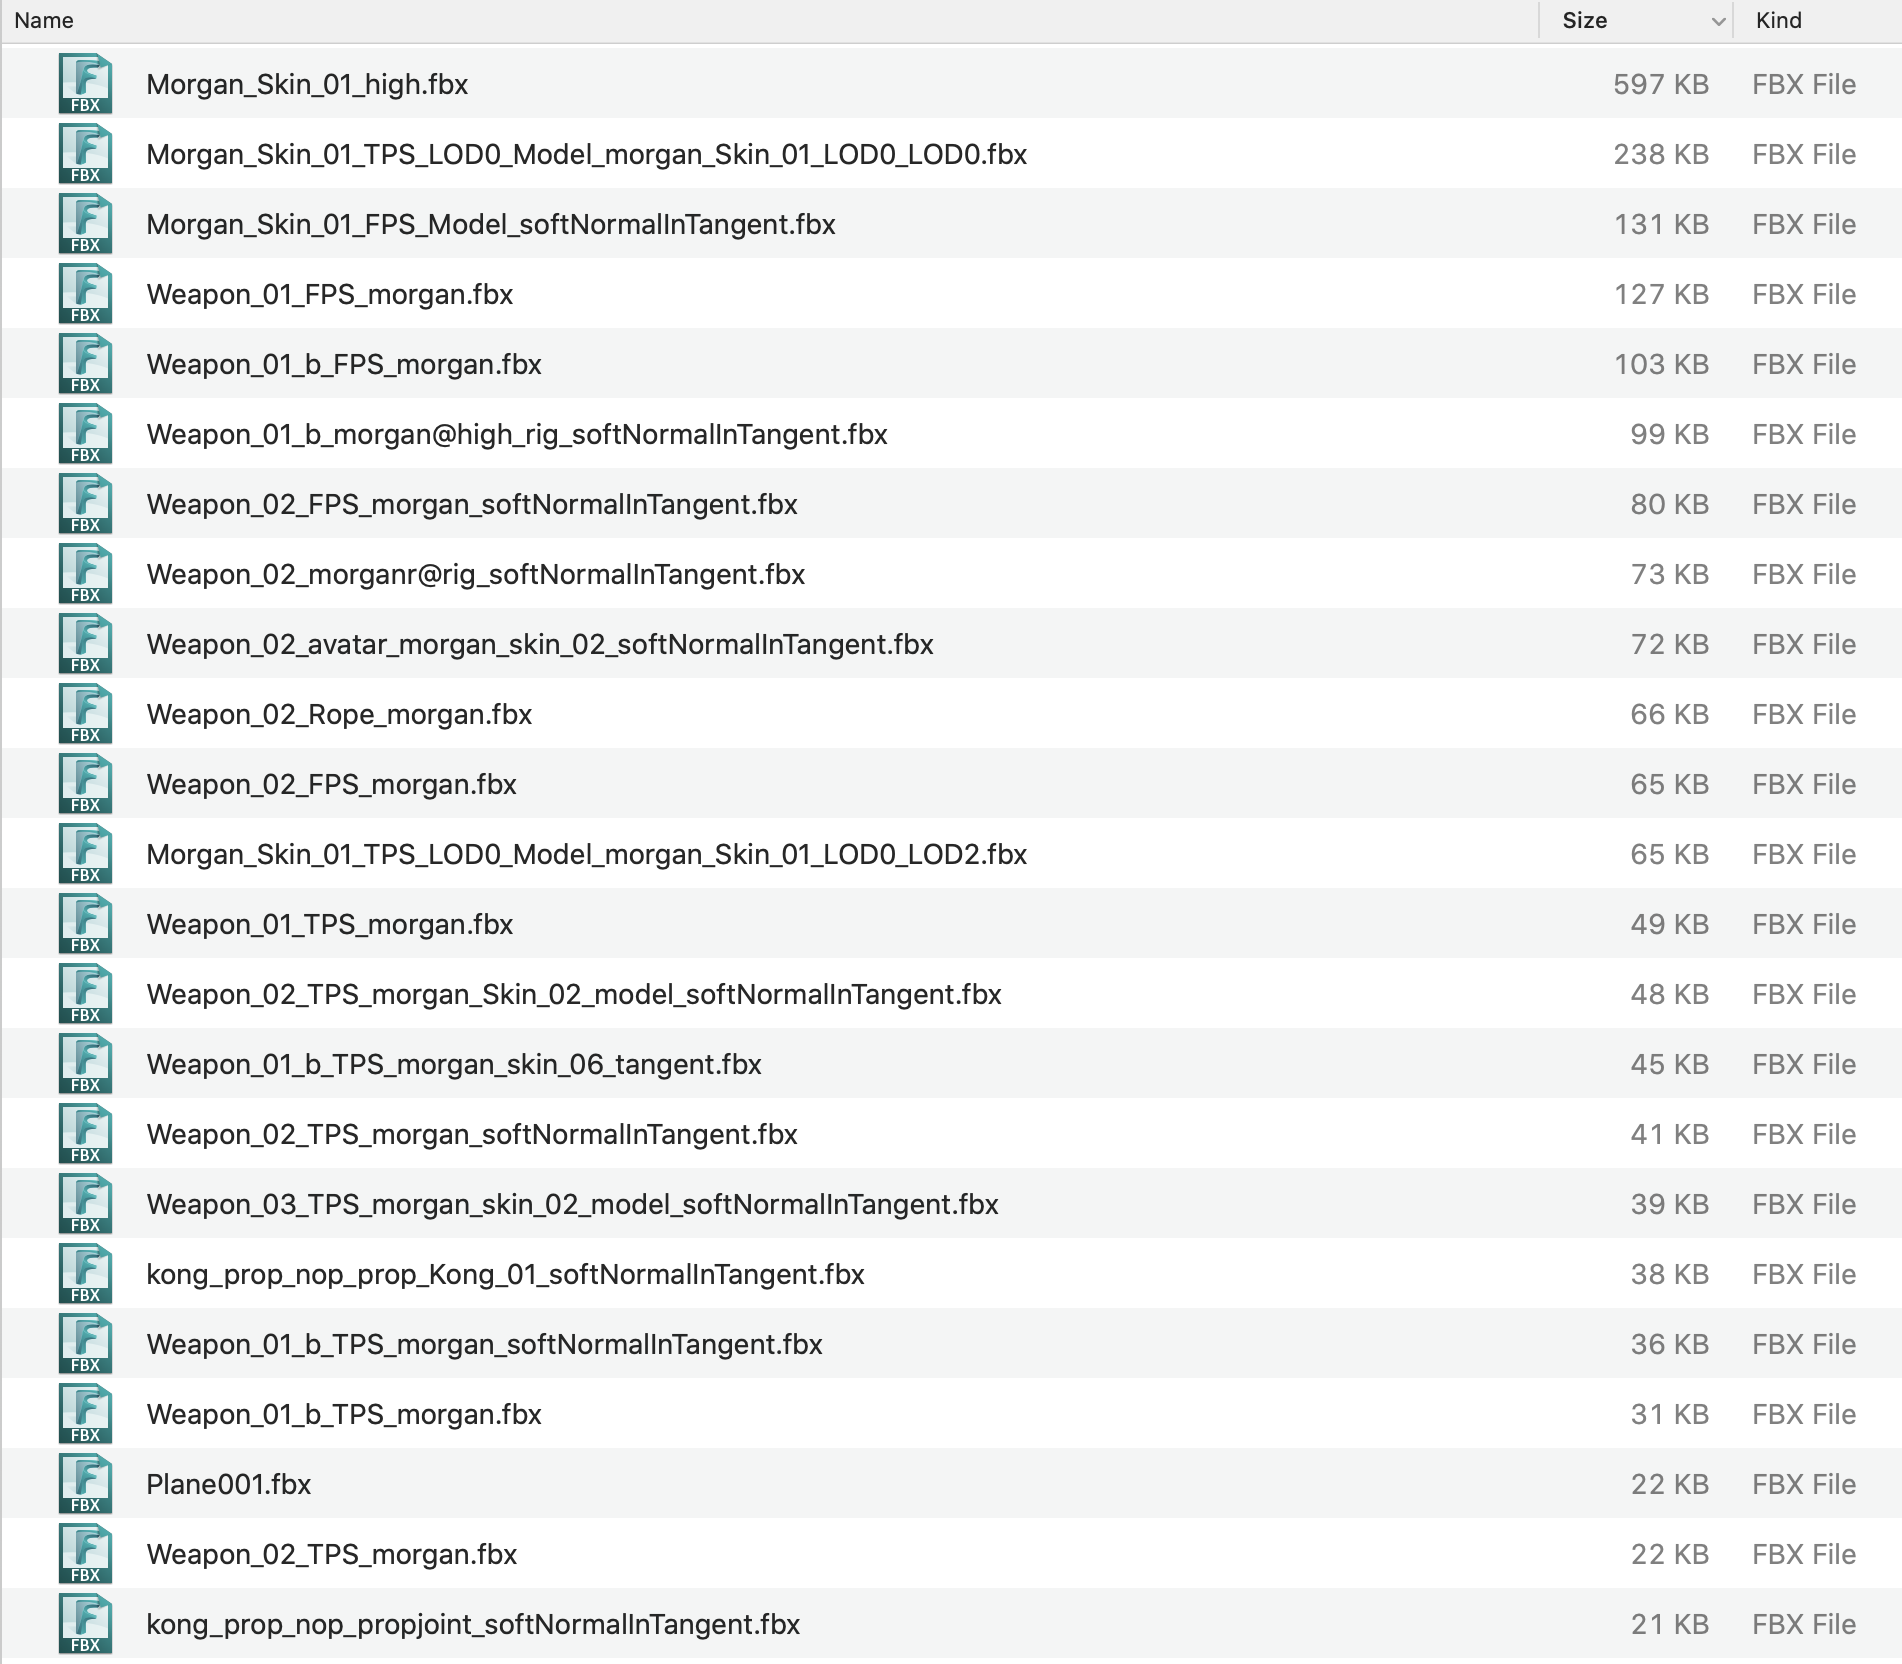 Name Size Kind
FBX Morgan_Skin_01_high.fbx 597 KB FBX File
FBX Morgan_Skin_01_TPS_LOD0_Model_morgan_Skin_01_LOD0_LOD0.fbx 238 KB FBX File
FBX Morgan_Skin_01_FPS_Model_softNormalInTangent.fbx 131 KB FBX File
FBX Weapon_01_FPS_morgan.fbx 127 KB FBX File
FBX Weapon_01_b_FPS_morgan.fbx 103 KB FBX File
FBX Weapon_01_b_morgan@high_rig_softNormalInTangent.fbx 99 KB FBX File
FBX Weapon_02_FPS_morgan_softNormalInTangent.fbx 80 KB FBX File
FBX Weapon_02_morganr@rig_softNormalInTangent.fbx 73 KB FBX File
FBX Weapon_02_avatar_morgan_skin_02_softNormalInTangent.fbx 72 KB FBX File
FBX Weapon_02_Rope_morgan.fbx 66 KB FBX File
FBX Weapon_02_FPS_morgan.fbx 65 KB FBX File
FBX Morgan_Skin_01_TPS_LOD0_Model_morgan_Skin_01_LOD0_LOD2.fbx 65 KB FBX File
FBX Weapon_01_TPS_morgan.fbx 49 KB FBX File
FBX Weapon_02_TPS_morgan_Skin_02_model_softNormalInTangent.fbx 48 KB FBX File
FBX Weapon_01_b_TPS_morgan_skin_06_tangent.fbx 45 KB FBX File
FBX Weapon_02_TPS_morgan_softNormalInTangent.fbx 41 KB FBX File
FBX Weapon_03_TPS_morgan_skin_02_model_softNormalInTangent.fbx 39 KB FBX File
FBX kong_prop_nop_prop_Kong_01_softNormalInTangent.fbx 38 KB FBX File
FBX Weapon_01_b_TPS_morgan_softNormalInTangent.fbx 36 KB FBX File
FBX Weapon_01_b_TPS_morgan.fbx 31 KB FBX File
FBX Plane001.fbx 22 KB FBX File
FBX Weapon_02_TPS_morgan.fbx 22 KB FBX File
FBX kong_prop_nop_propjoint_softNormalInTangent.fbx 21 KB FBX File